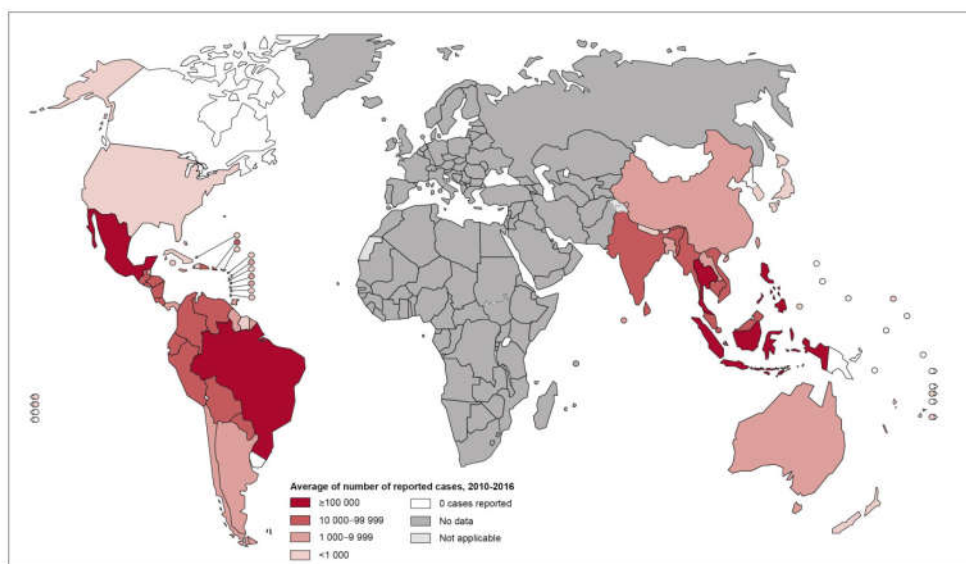 Average of number of reported cases, 2010-2016
≥100 000
10 000–99 999
1 000–9 999
<1 000
0 cases reported
No data
Not applicable